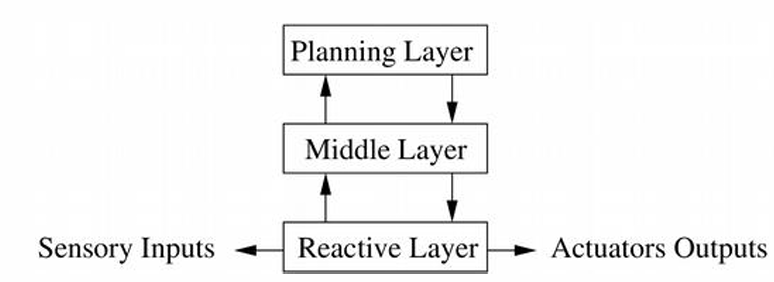 Planning Layer
Middle Layer
Sensory Inputs Reactive Layer Actuators Outputs